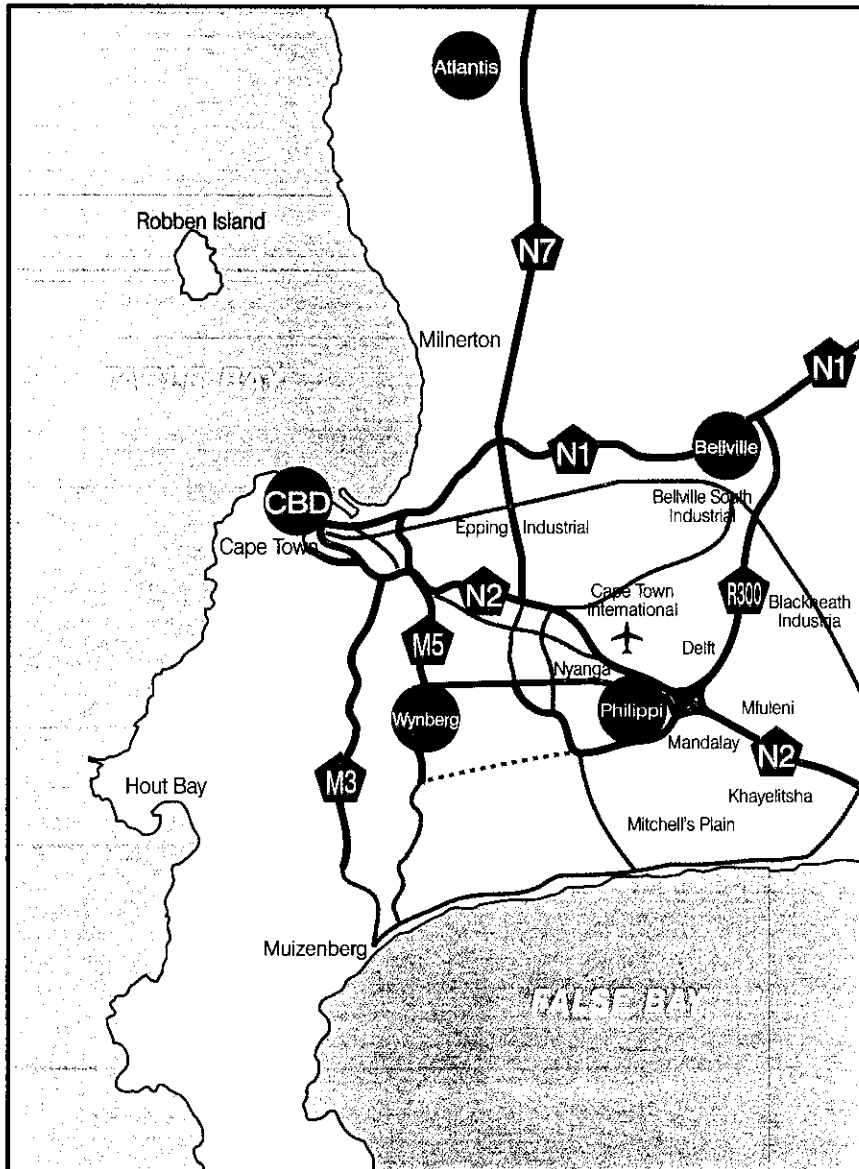 Atlantis
Robben Island
N7
Milnerton
TABLE BAY
N1
N1
Bellville
CBD
Bellville South
Industrial
Epping Industrial
Cape Town
N2
Cape Town
International
R300
Blackheath
Industria
M5
Delft
Nyanga
Wynberg
Philippi
Mfuleni
Mandalay
N2
Hout Bay
M3
Khayelitsha
Mitchell's Plain
Muizenberg
FALSE BAY